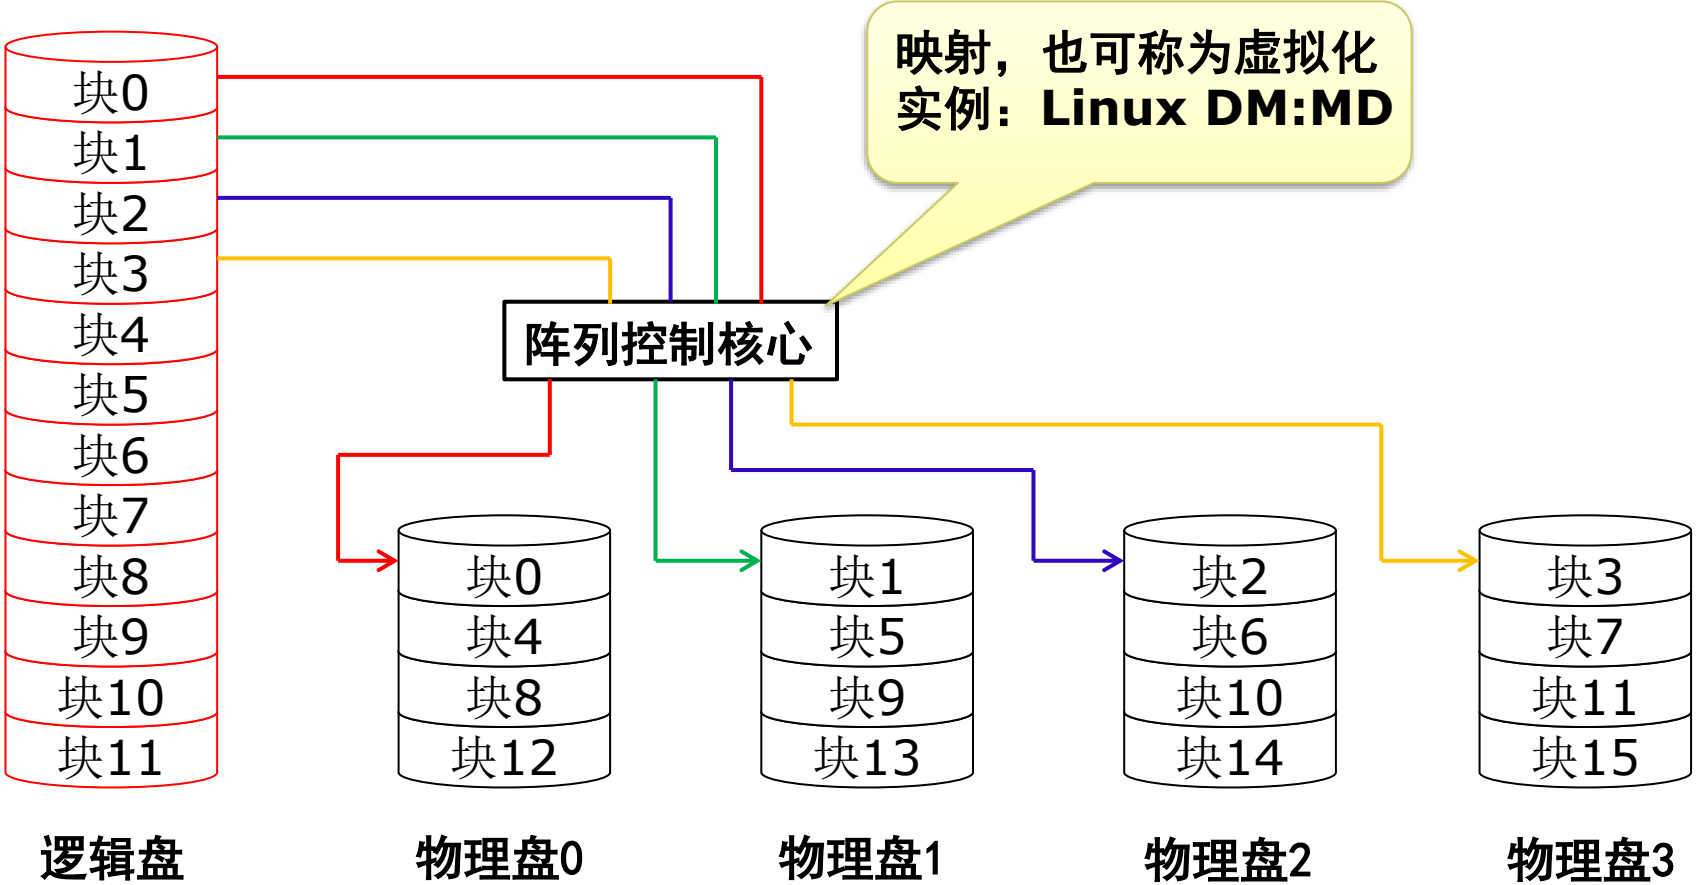 映射，也可称为虚拟化
实例：Linux DM:MD
块0
块1
块2
块3
块4
块5
块6
块7
块8
块9
块10
块11
逻辑盘
阵列控制核心
块0
块4
块8
块12
物理盘0
块1
块5
块9
块13
物理盘1
块2
块6
块10
块14
物理盘2
块3
块7
块11
块15
物理盘3